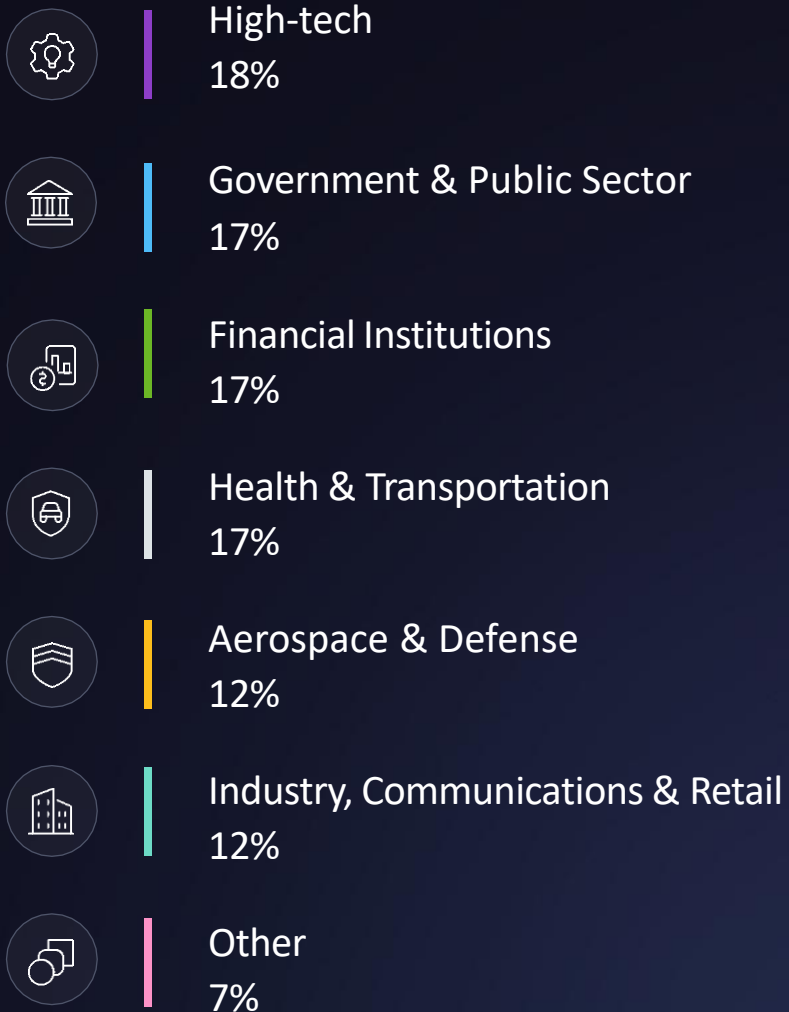 High-tech
18%
Government & Public Sector
17%
Financial Institutions
17%
Health & Transportation
17%
Aerospace & Defense
12%
Industry, Communications & Retail
12%
Other
7%